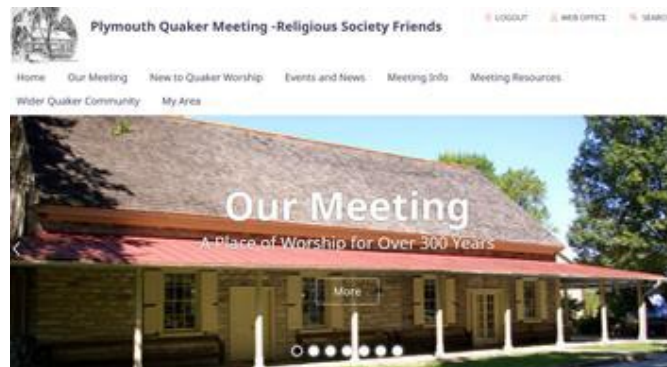 Plymouth Quaker Meeting -Religious Society Friends
LOGOUT WEB OFFICE SEARC
Home Our Meeting New to Quaker Worship Events and News Meeting Info Meeting Resources
Wider Quaker Community My Area
Our Meeting
A Place of Worship for Over 300 Years
More